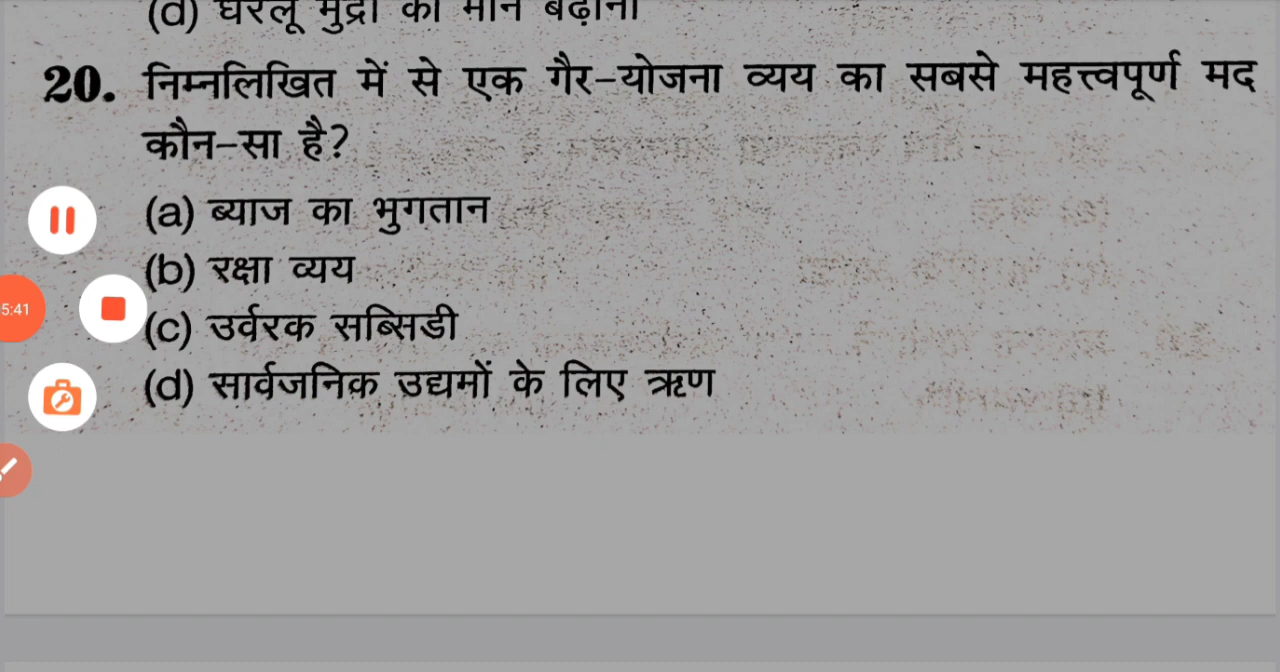 (d) घरेलू मुद्रा का मान बढ़ाना
20. निम्नलिखित में से एक गैर-योजना व्यय का सबसे महत्त्वपूर्ण मद
कौन-सा है?
(a) ब्याज का भुगतान
(b) रक्षा व्यय
5:41
(c) उर्वरक सब्सिडी
(d) सार्वजनिक उद्यमों के लिए ऋण